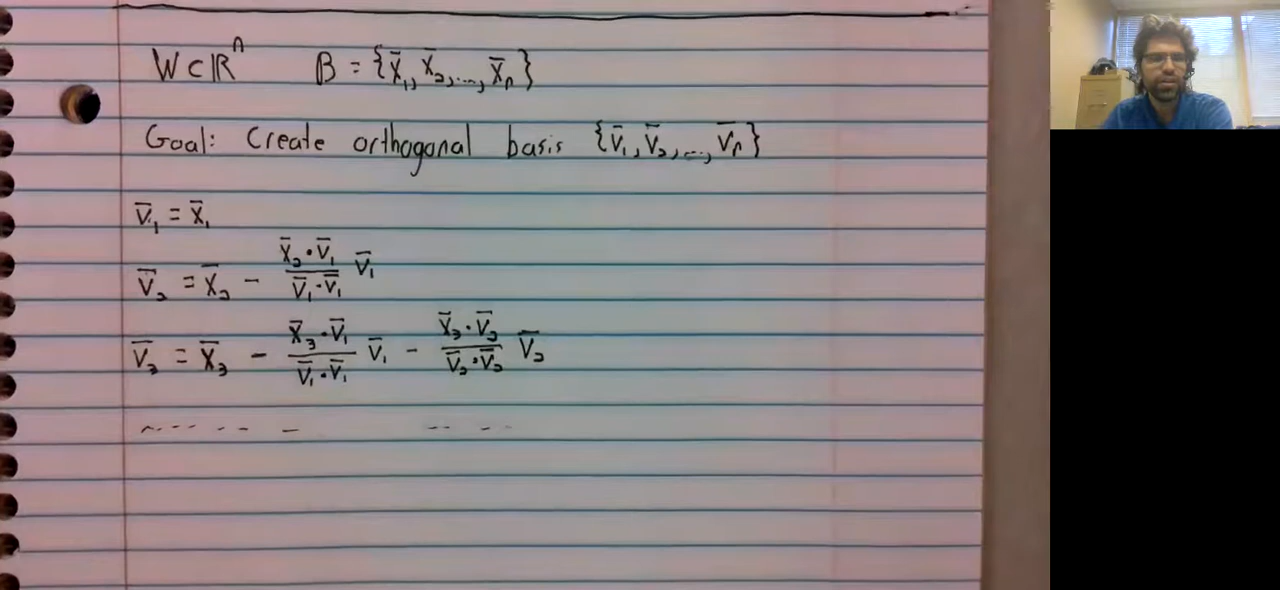 W ⊂ ℝⁿ B = {x̄₁, x̄₂, ..., x̄ₙ}
Goal: Create orthogonal basis {v̄₁, v̄₂, ..., v̄ₙ}
v̄₁ = x̄₁
v̄₂ = x̄₂ − (x̄₂ · v̄₁)/(v̄₁ · v̄₁) v̄₁
v̄₃ = x̄₃ − (x̄₃ · v̄₁)/(v̄₁ · v̄₁) v̄₁ − (x̄₃ · v̄₂)/(v̄₂ · v̄₂) v̄₂